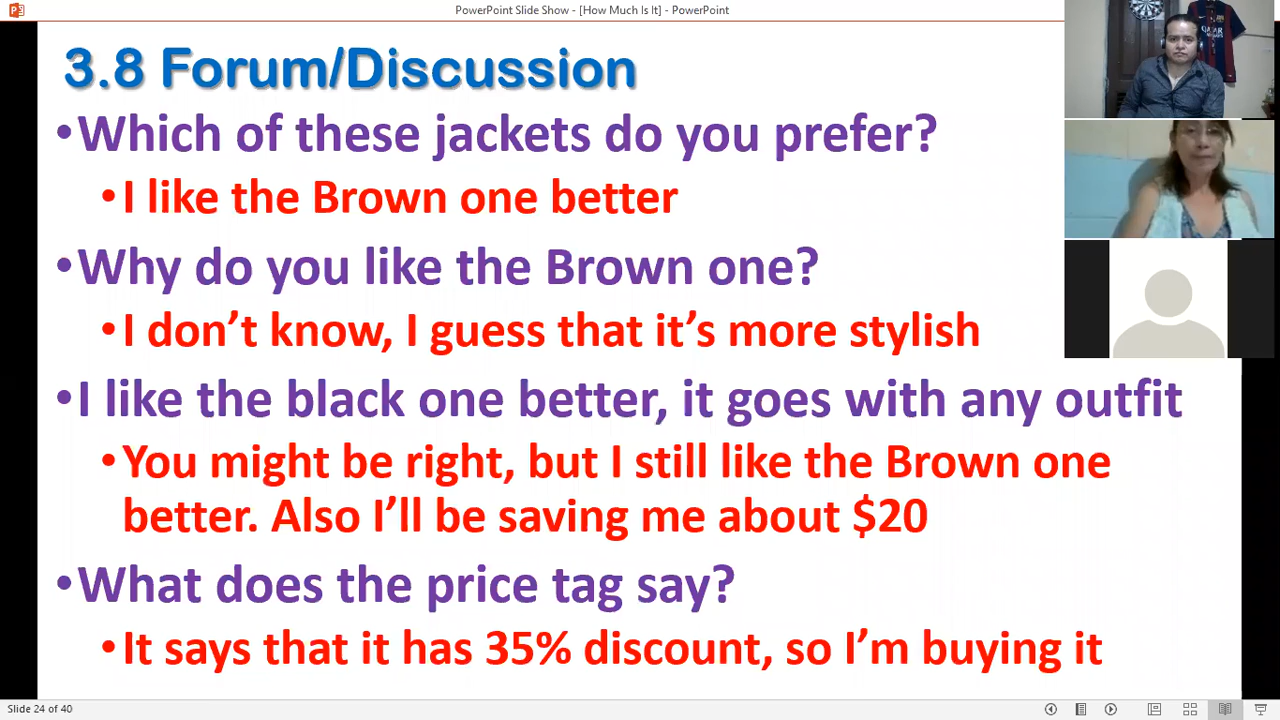 PowerPoint Slide Show - [How Much Is It] - PowerPoint
3.8 Forum/Discussion
•Which of these jackets do you prefer?
•I like the Brown one better
•Why do you like the Brown one?
•I don’t know, I guess that it’s more stylish
•I like the black one better, it goes with any outfit
•You might be right, but I still like the Brown one
better. Also I’ll be saving me about $20
•What does the price tag say?
•It says that it has 35% discount, so I’m buying it
Slide 24 of 40
QATAR